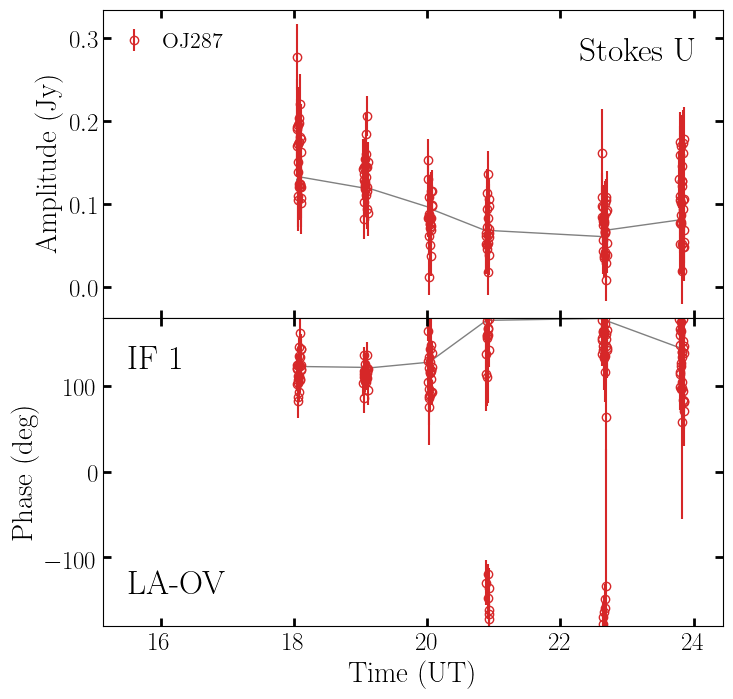 OJ287
Stokes U
Amplitude (Jy)
0.3
0.2
0.1
0.0
IF 1
LA-OV
Phase (deg)
100
0
−100
16 18 20 22 24
Time (UT)